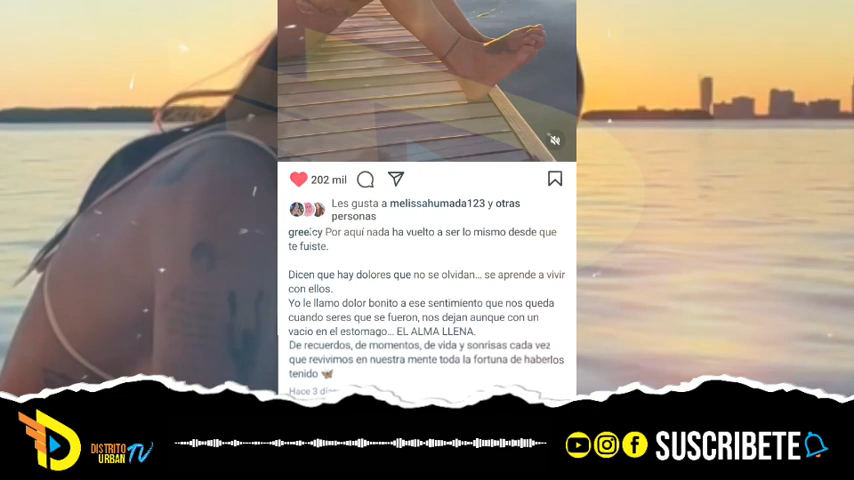 202 mil
Les gusta a melissahumada123 y otras
personas
greeicy Por aquí nada ha vuelto a ser lo mismo desde que
te fuiste.
Dicen que hay dolores que no se olvidan... se aprende a vivir
con ellos.
Yo le llamo dolor bonito a ese sentimiento que nos queda
cuando seres que se fueron, nos dejan aunque con un
vacio en el estomago... EL ALMA LLENA.
De recuerdos, de momentos, de vida y sonrisas cada vez
que revivimos en nuestra mente toda la fortuna de haberlos
tenido 🦋
Hace 3
DISTRITO
URBAN
TV
SUSCRIBETE